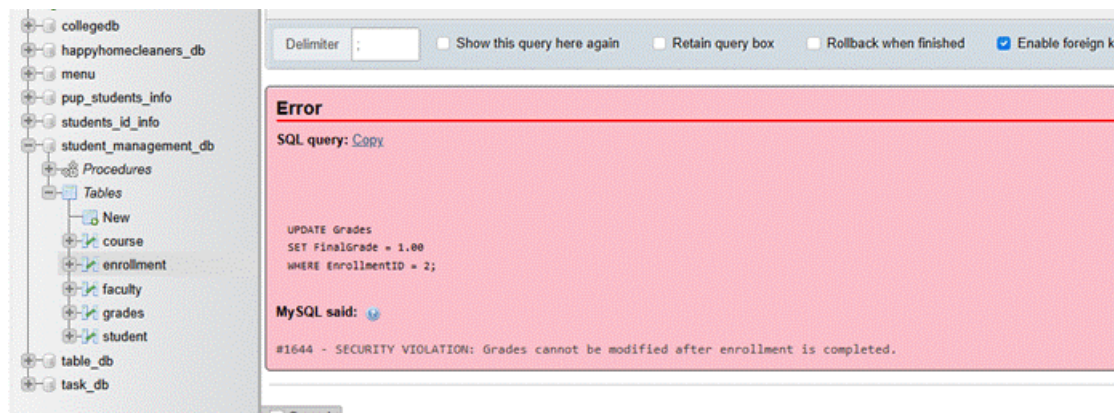 collegedb
happyhomecleaners_db
menu
pup_students_info
students_id_info
student_management_db
Procedures
Tables
New
course
enrollment
faculty
grades
student
table_db
task_db
Delimiter ; Show this query here again Retain query box Rollback when finished Enable foreign k
Error
SQL query: Copy
UPDATE Grades
SET FinalGrade = 1.00
WHERE EnrollmentID = 2;
MySQL said:
#1644 - SECURITY VIOLATION: Grades cannot be modified after enrollment is completed.